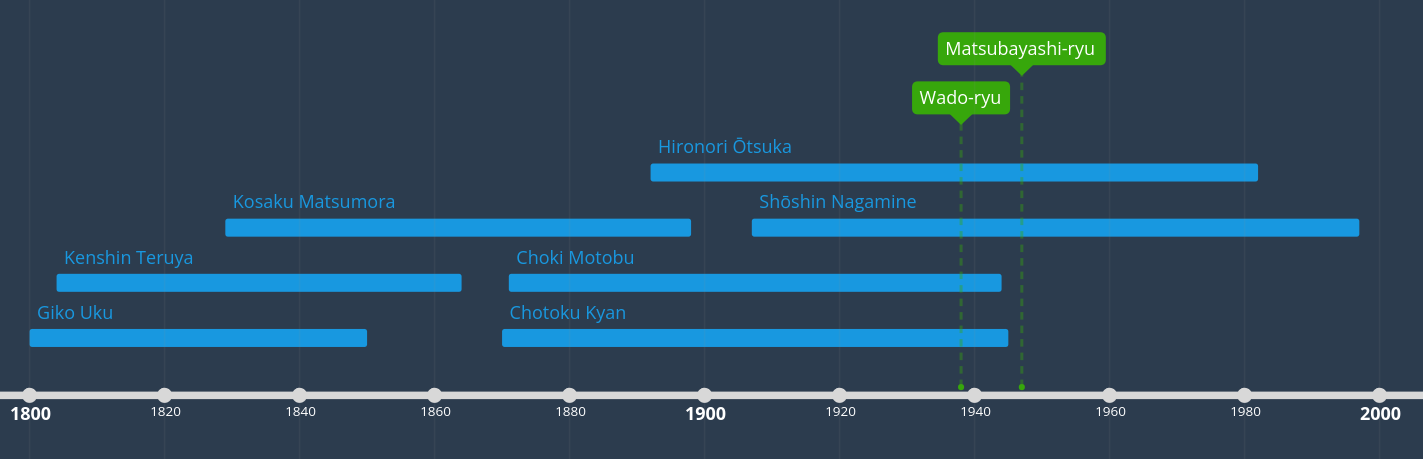 Matsubayashi-ryu
Wado-ryu
Hironori Ōtsuka
Kosaku Matsumora
Shōshin Nagamine
Kenshin Teruya
Choki Motobu
Giko Uku
Chotoku Kyan
1800 1820 1840 1860 1880 1900 1920 1940 1960 1980 2000